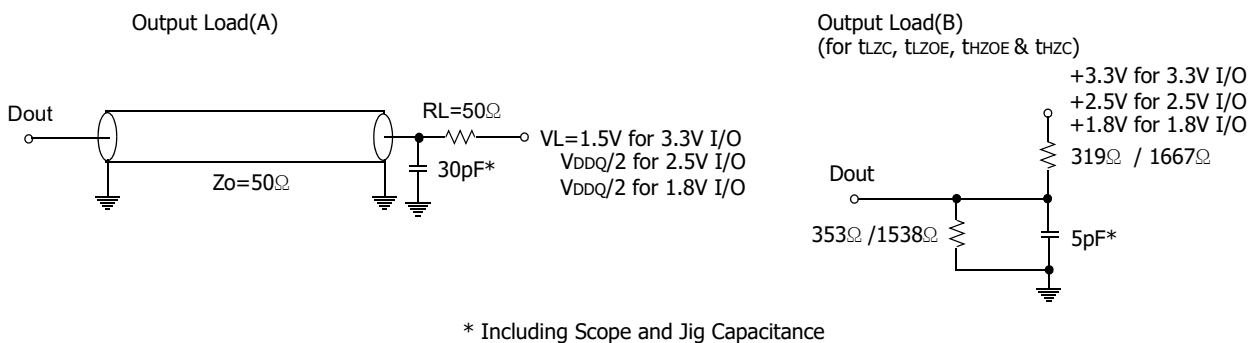 Output Load(A)
Dout
Zo=50Ω
RL=50Ω
30pF*
VL=1.5V for 3.3V I/O
VDDQ/2 for 2.5V I/O
VDDQ/2 for 1.8V I/O
Output Load(B)
(for tLZC, tLZOE, tHZOE & tHZC)
+3.3V for 3.3V I/O
+2.5V for 2.5V I/O
+1.8V for 1.8V I/O
319Ω / 1667Ω
Dout
353Ω /1538Ω
5pF*
* Including Scope and Jig Capacitance